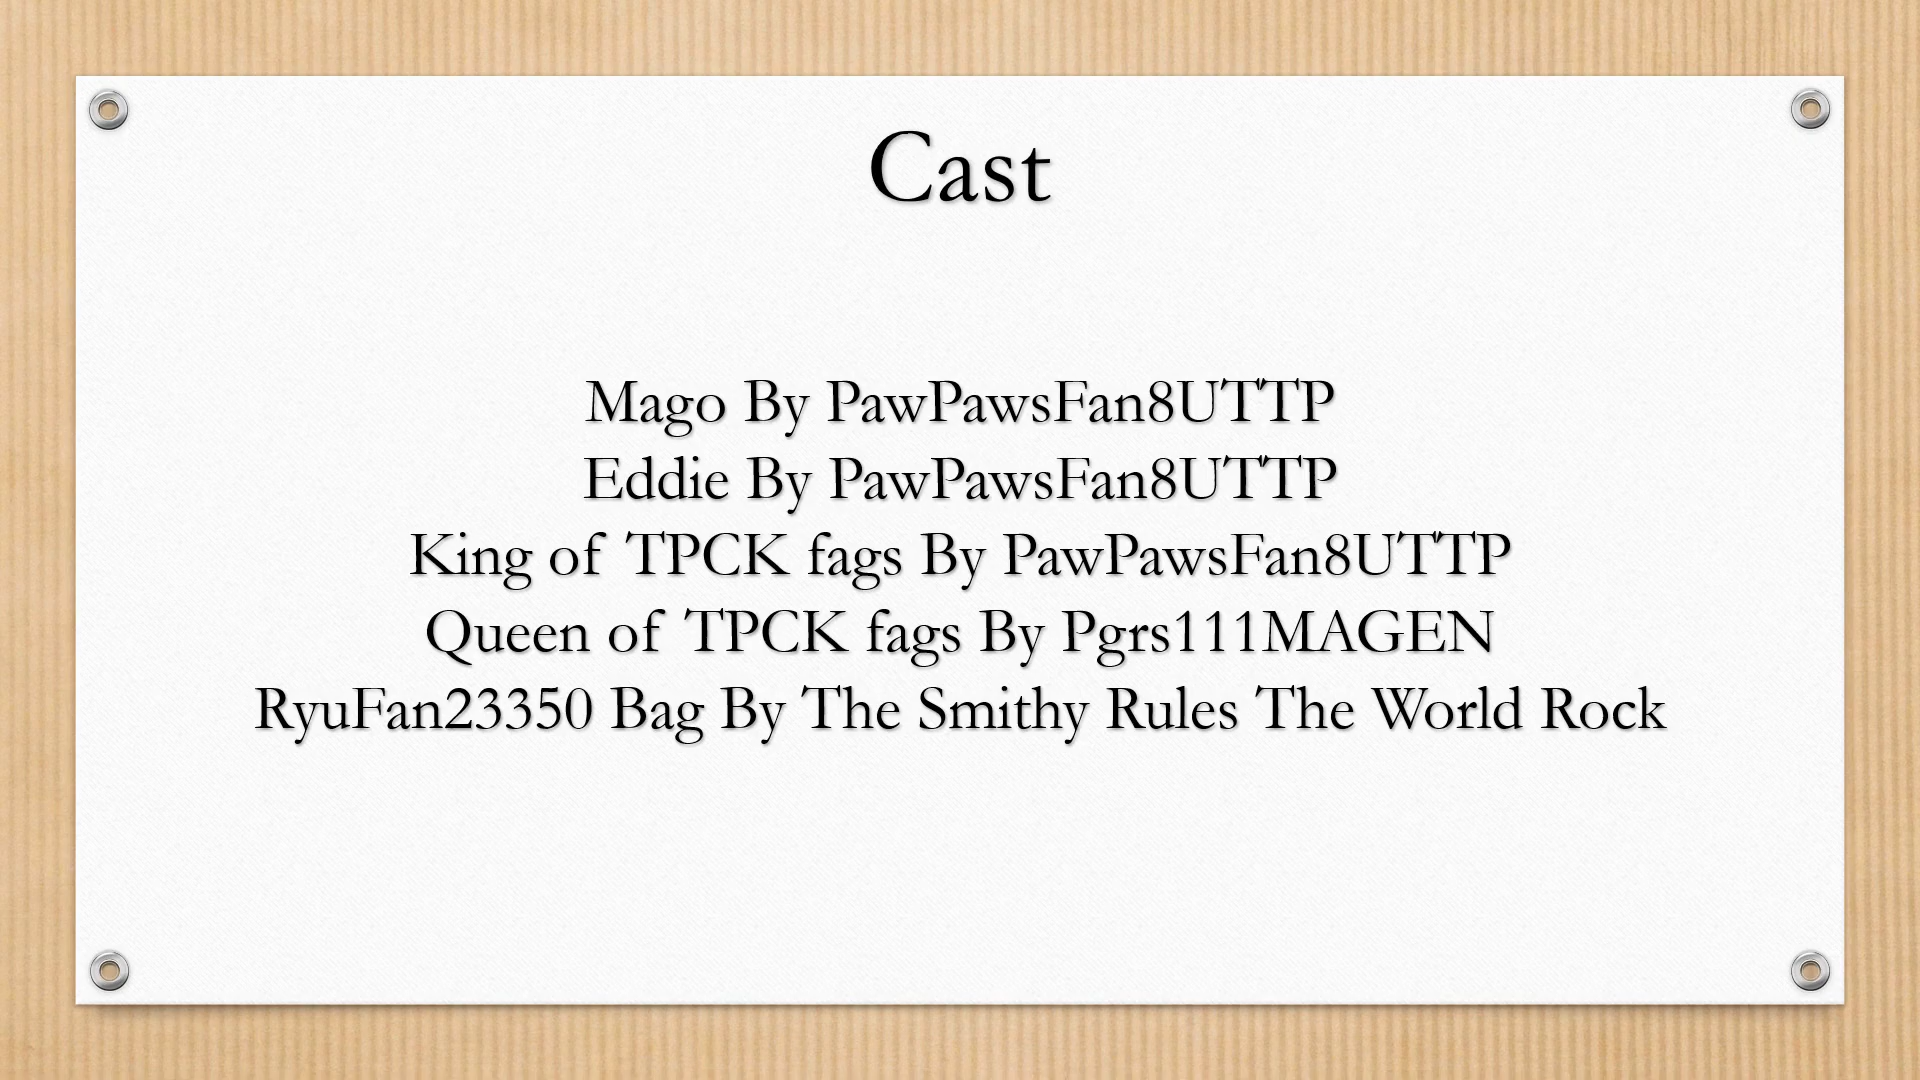 Cast
Mago By PawPawsFan8UTTP
Eddie By PawPawsFan8UTTP
King of TPCK fags By PawPawsFan8UTTP
Queen of TPCK fags By Pgrs111MAGEN
RyuFan23350 Bag By The Smithy Rules The World Rock